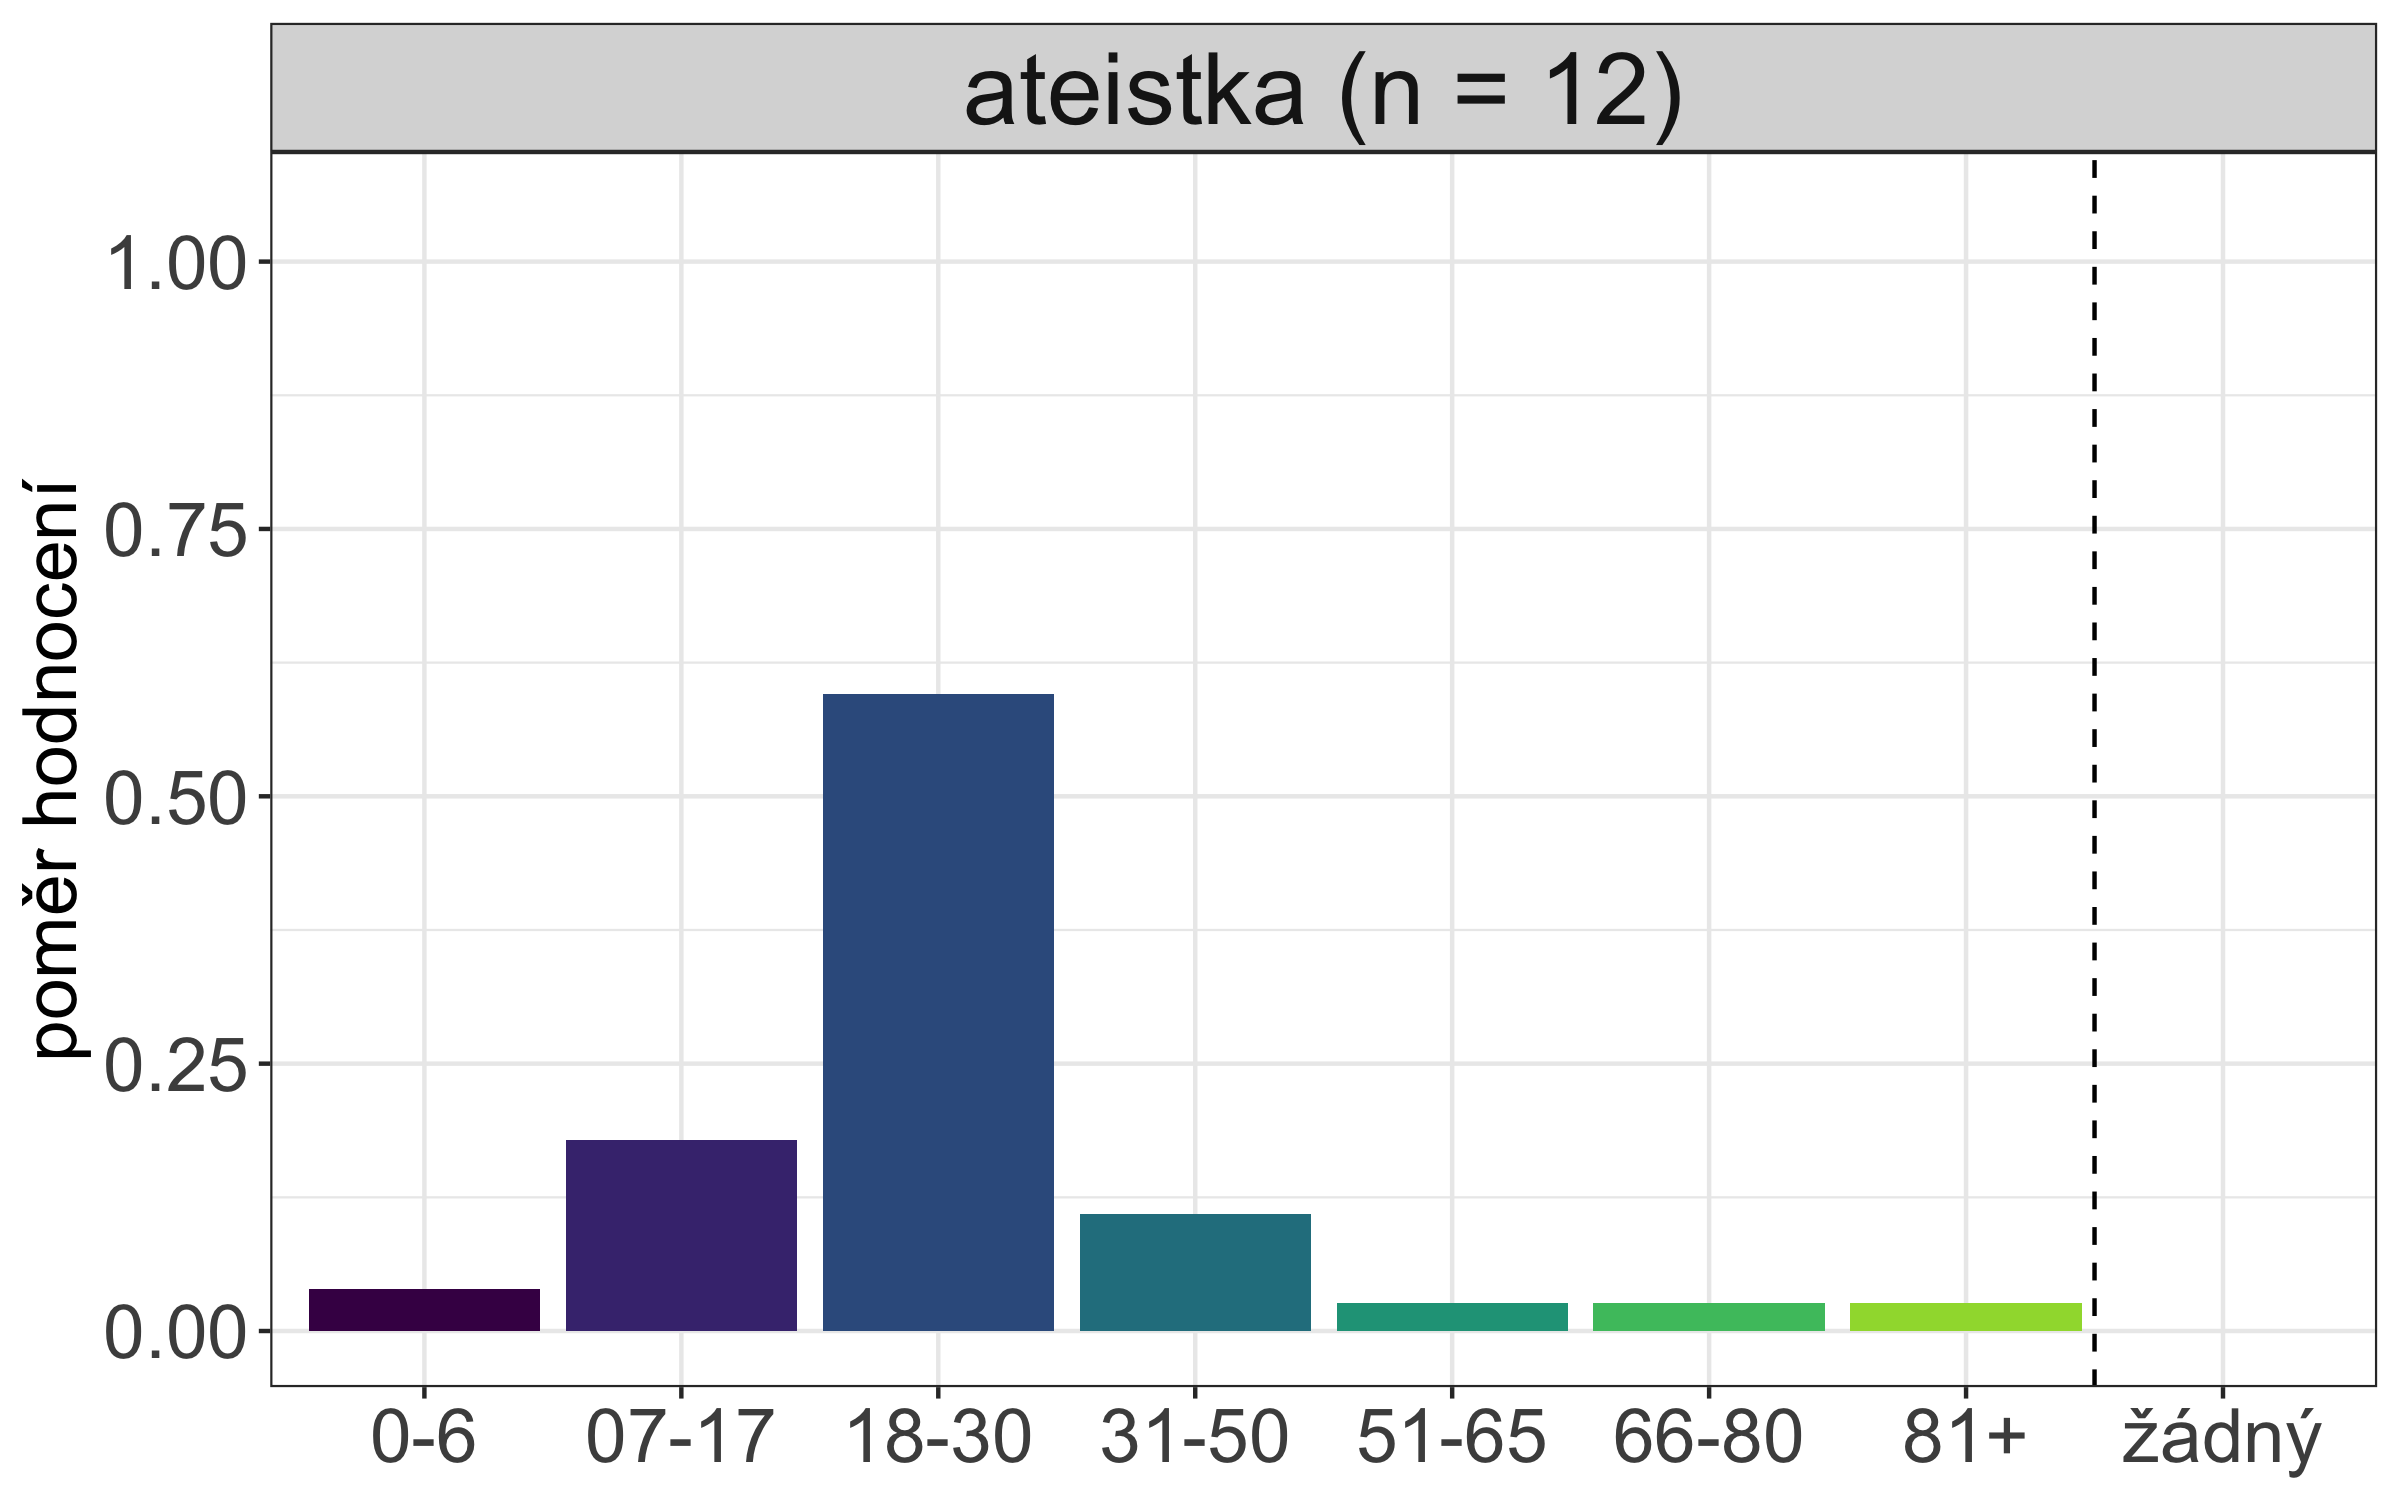 ateistka (n = 12)
poměr hodnocení
1.00
0.75
0.50
0.25
0.00
0-6 07-17 18-30 31-50 51-65 66-80 81+ žádný